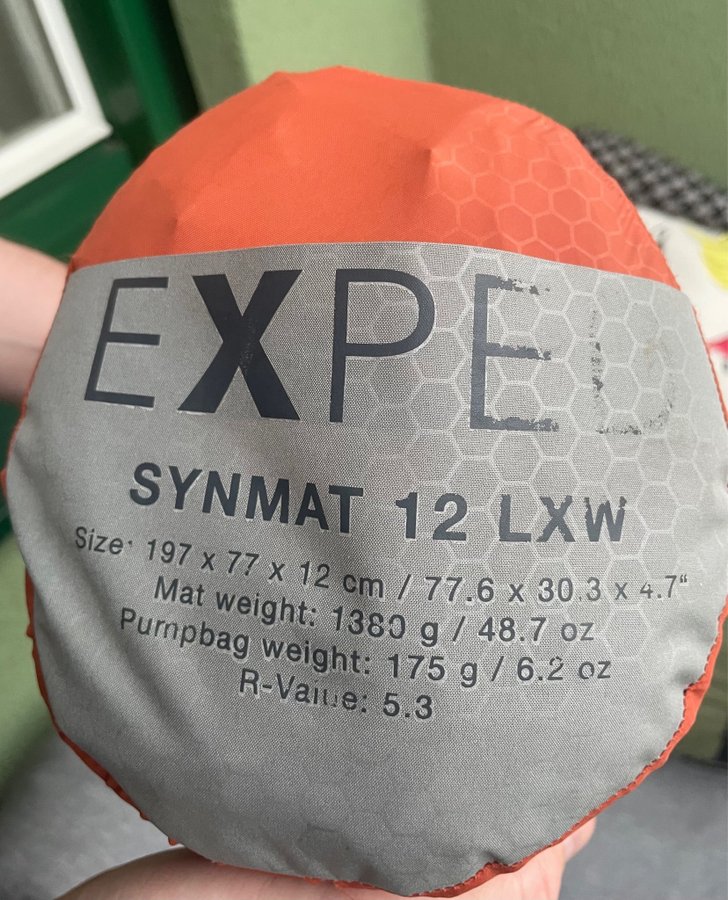 EXPED
SYNMAT 12 LXW
Size: 197 x 77 x 12 cm / 77.6 x 30.3 x 4.7"
Mat weight: 1380 g / 48.7 oz
Pumpbag weight: 175 g / 6.2 oz
R-Value: 5.3